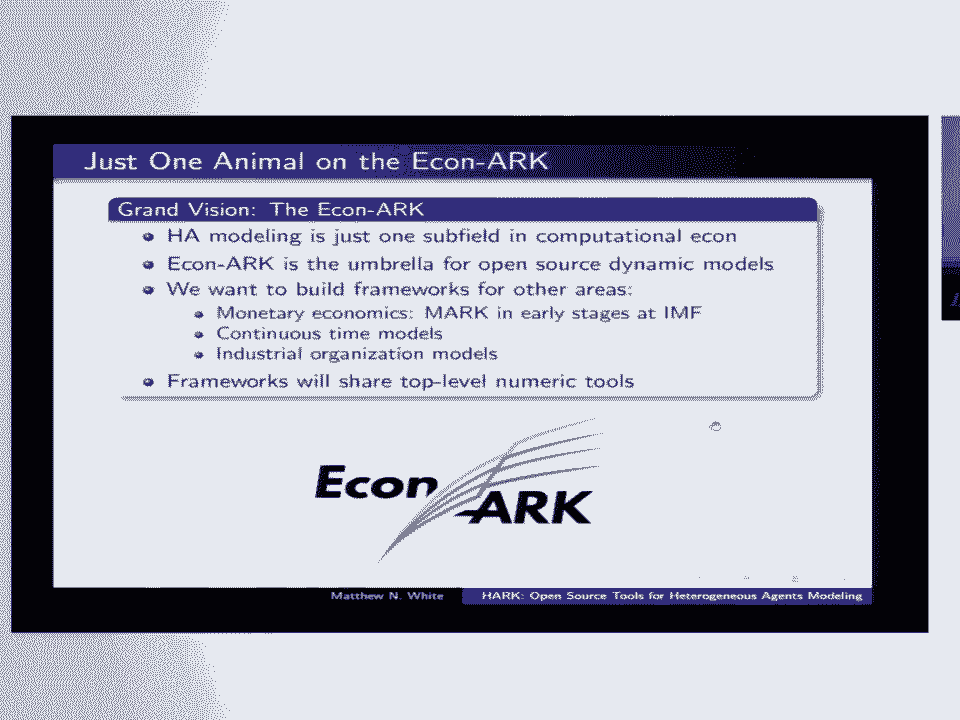 Just One Animal on the Econ-ARK
Grand Vision: The Econ-ARK
HA modeling is just one subfield in computational econ
Econ-ARK is the umbrella for open source dynamic models
We want to build frameworks for other areas:
Monetary economics: MARK in early stages at IMF
Continuous time models
Industrial organization models
Frameworks will share top-level numeric tools
Econ
ARK
Matthew N. White
HARK: Open Source Tools for Heterogeneous Agents Modeling